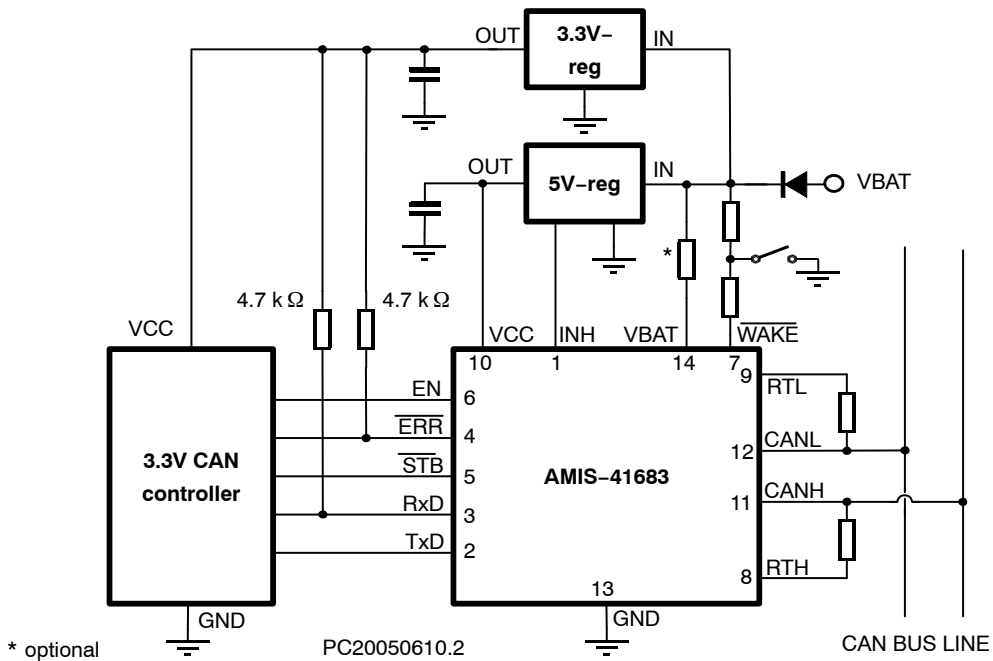 OUT
3.3V–
reg
IN
OUT
5V–reg
IN
VBAT
*
4.7 k Ω
4.7 k Ω
VCC
VCC
INH
VBAT
WAKE
10
1
14
7
9
RTL
EN
6
ERR
4
12
CANL
3.3V CAN
controller
STB
5
AMIS–41683
RxD
3
11
CANH
TxD
2
8
RTH
13
GND
GND
* optional
PC20050610.2
CAN BUS LINE